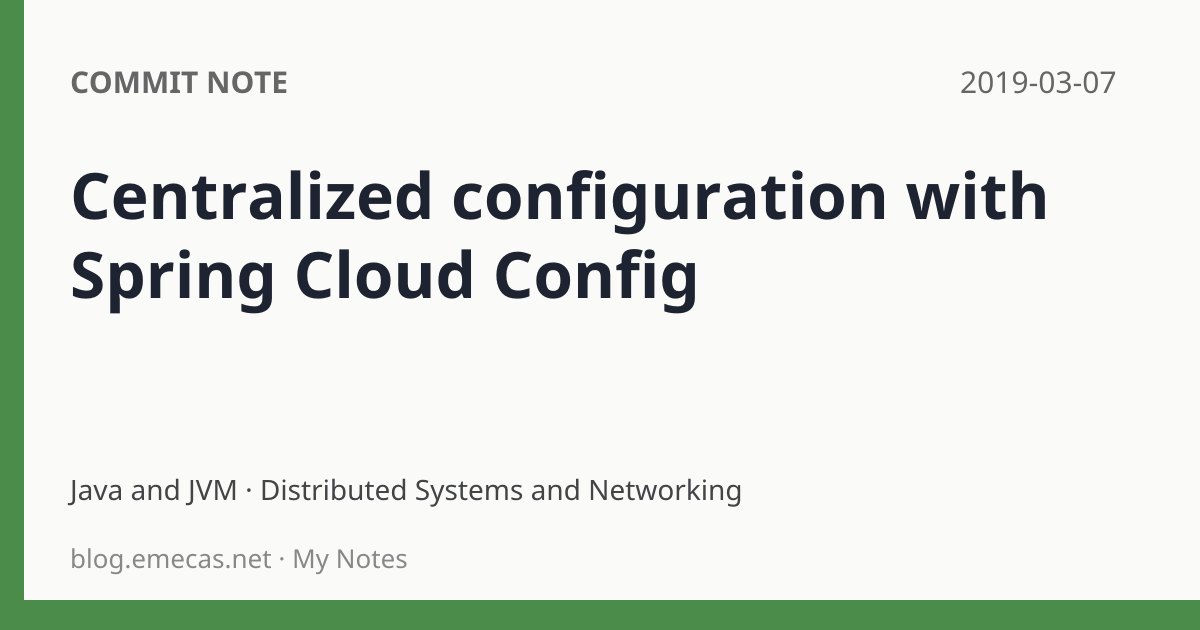 COMMIT NOTE
2019-03-07
Centralized configuration with
Spring Cloud Config
Java and JVM · Distributed Systems and Networking
blog.emecas.net · My Notes